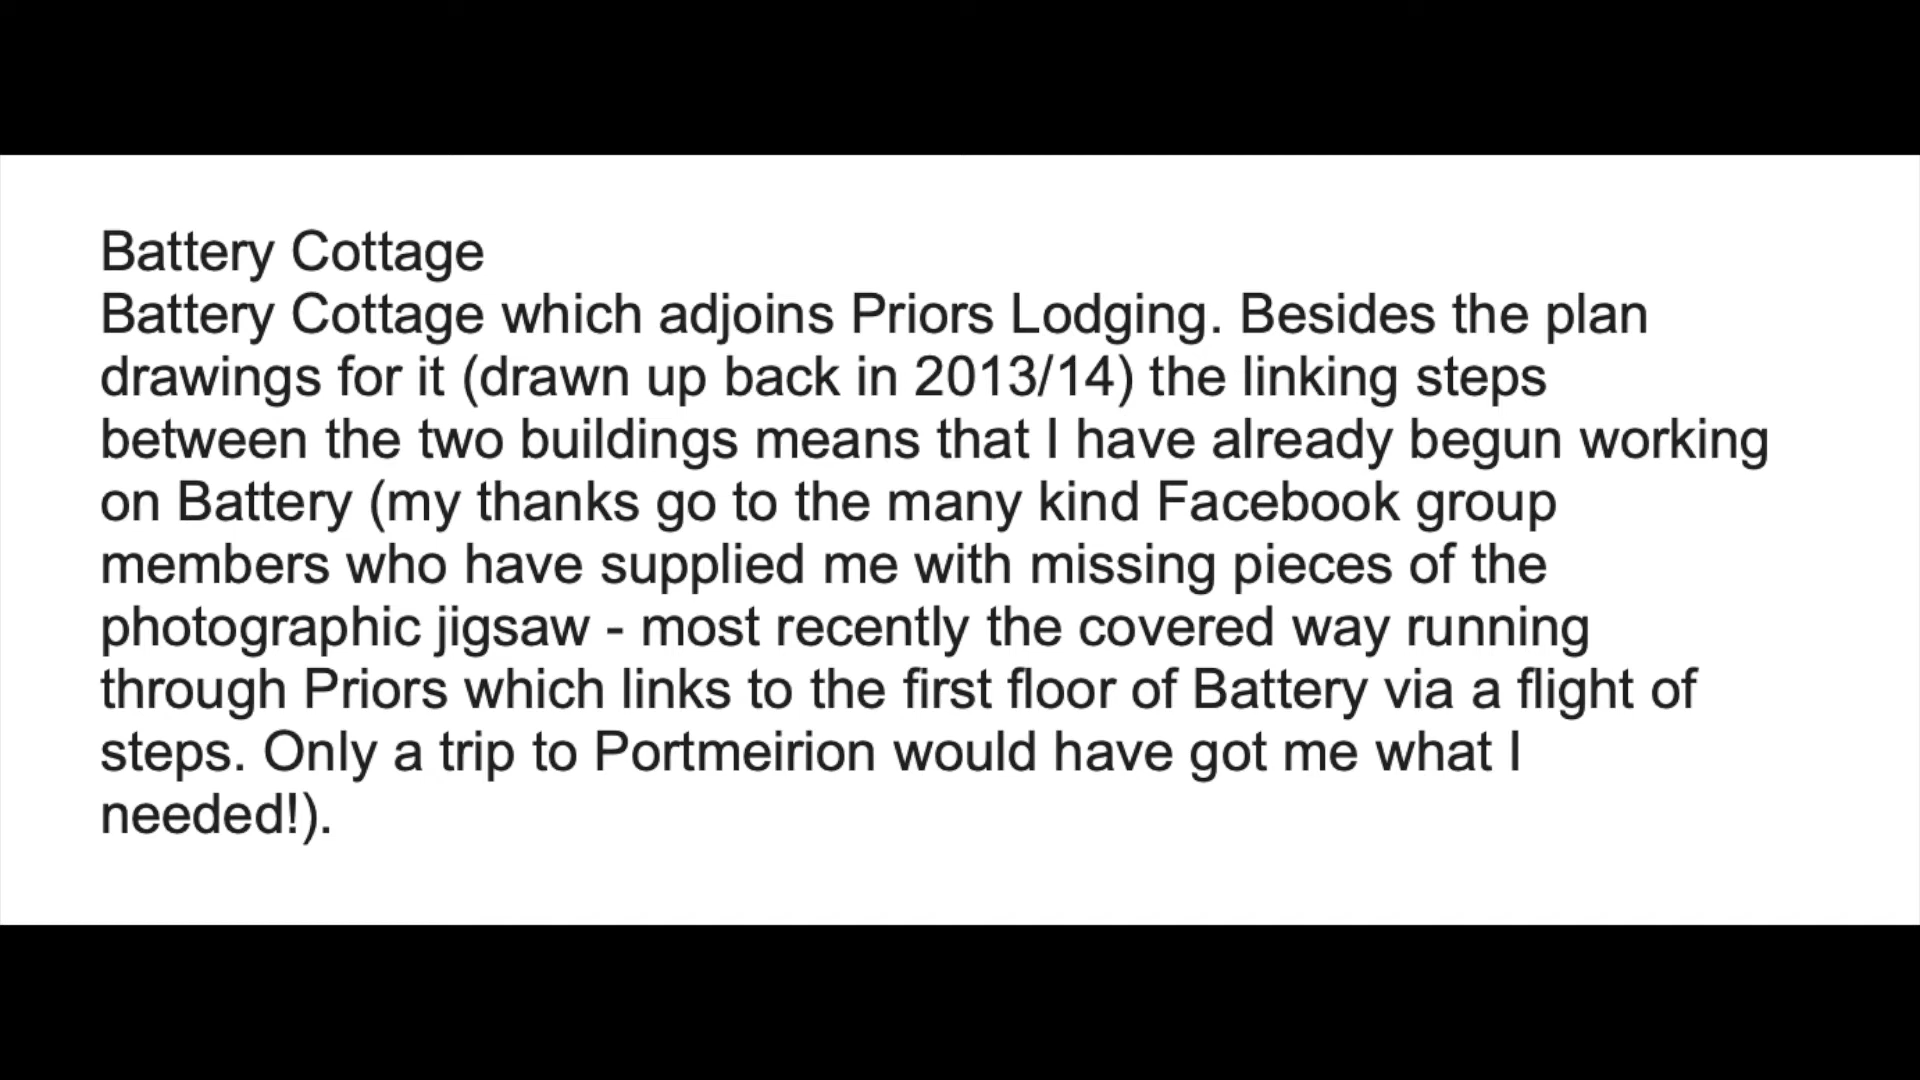 Battery Cottage
Battery Cottage which adjoins Priors Lodging. Besides the plan
drawings for it (drawn up back in 2013/14) the linking steps
between the two buildings means that I have already begun working
on Battery (my thanks go to the many kind Facebook group
members who have supplied me with missing pieces of the
photographic jigsaw - most recently the covered way running
through Priors which links to the first floor of Battery via a flight of
steps. Only a trip to Portmeirion would have got me what I
needed!).